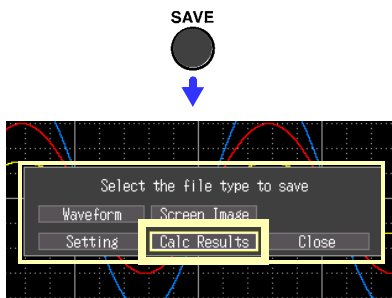 SAVE
Select the file type to save
Waveform Screen Image
Setting Calc Results Close